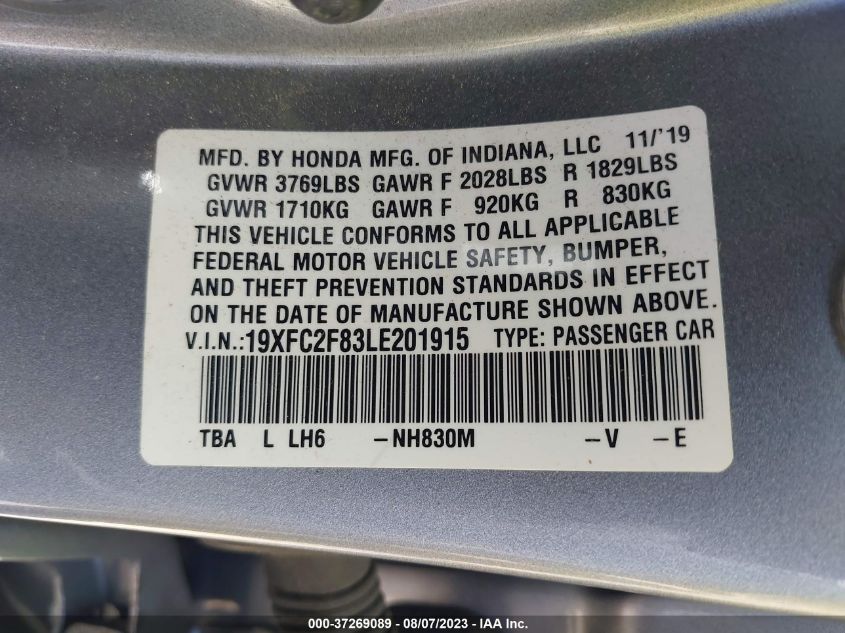 MFD. BY HONDA MFG. OF INDIANA, LLC 11/'19
GVWR 3769LBS GAWR F 2028LBS R 1829LBS
GVWR 1710KG GAWR F 920KG R 830KG
THIS VEHICLE CONFORMS TO ALL APPLICABLE
FEDERAL MOTOR VEHICLE SAFETY, BUMPER,
AND THEFT PREVENTION STANDARDS IN EFFECT
ON THE DATE OF MANUFACTURE SHOWN ABOVE.
V.I.N.:19XFC2F83LE201915 TYPE: PASSENGER CAR
TBA L LH6 –NH830M –V –E
000-37269089 - 08/07/2023 - IAA Inc.